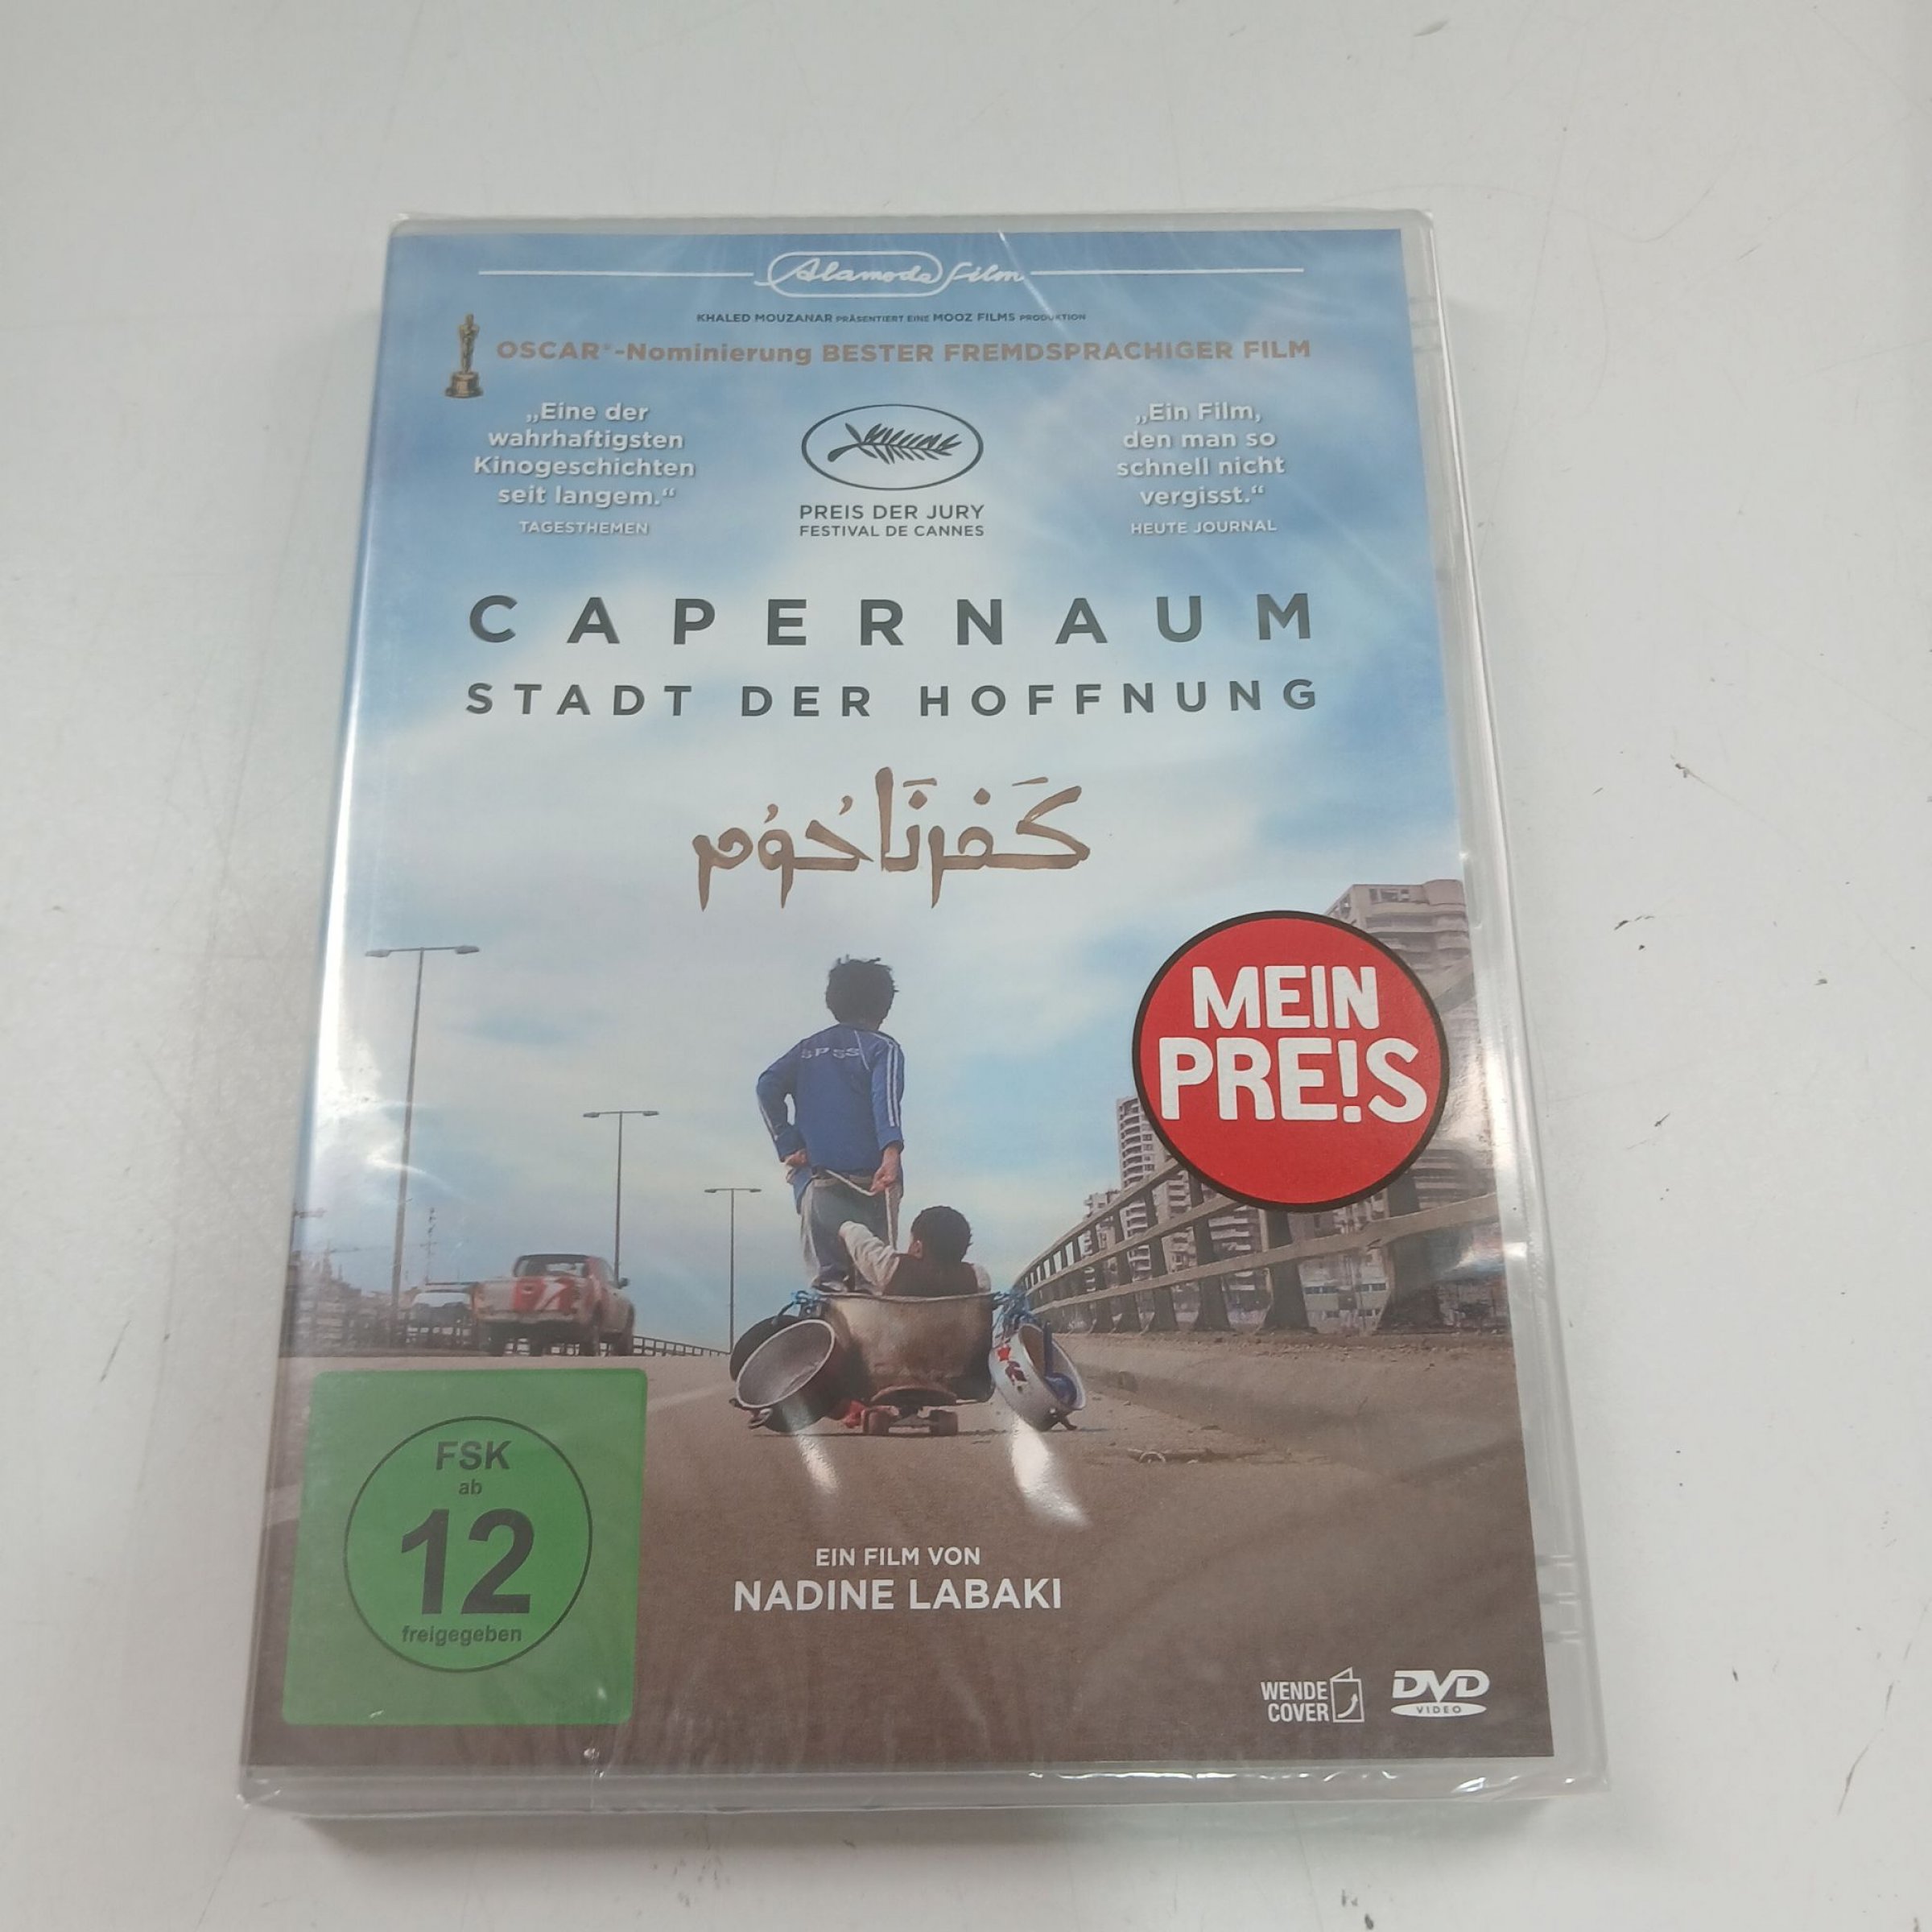 Alamode Film
KHALED MOUZANAR PRÄSENTIERT EINE MOOZ FILMS PRODUKTION
OSCAR®-Nominierung BESTER FREMDSPRACHIGER FILM
„Eine der
wahrhaftigsten
Kinogeschichten
seit langem.“
TAGESTHEMEN
PREIS DER JURY
FESTIVAL DE CANNES
„Ein Film,
den man so
schnell nicht
vergisst.“
HEUTE JOURNAL
CAPERNAUM
STADT DER HOFFNUNG
كَفرنَاحُوُم
MEIN
PRE!S
FSK
ab
12
freigegeben
EIN FILM VON
NADINE LABAKI
WENDE
COVER
DVD
VIDEO